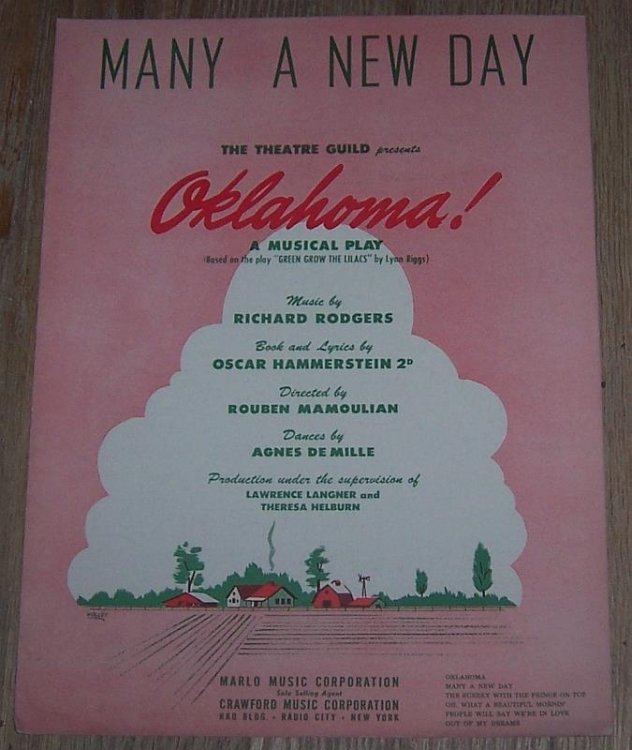 MANY A NEW DAY
THE THEATRE GUILD presents
Oklahoma!
A MUSICAL PLAY
(Based on the play "GREEN GROW THE LILACS" by Lynn Riggs)
Music by
RICHARD RODGERS
Book and Lyrics by
OSCAR HAMMERSTEIN 2D
Directed by
ROUBEN MAMOULIAN
Dances by
AGNES DE MILLE
Production under the supervision of
LAWRENCE LANGNER and
THERESA HELBURN
MARLO MUSIC CORPORATION
Sole Selling Agent
CRAWFORD MUSIC CORPORATION
RKO BLDG. • RADIO CITY • NEW YORK
OKLAHOMA
MANY A NEW DAY
THE SURREY WITH THE FRINGE ON TOP
OH, WHAT A BEAUTIFUL MORNIN'
PEOPLE WILL SAY WE'RE IN LOVE
OUT OF MY DREAMS